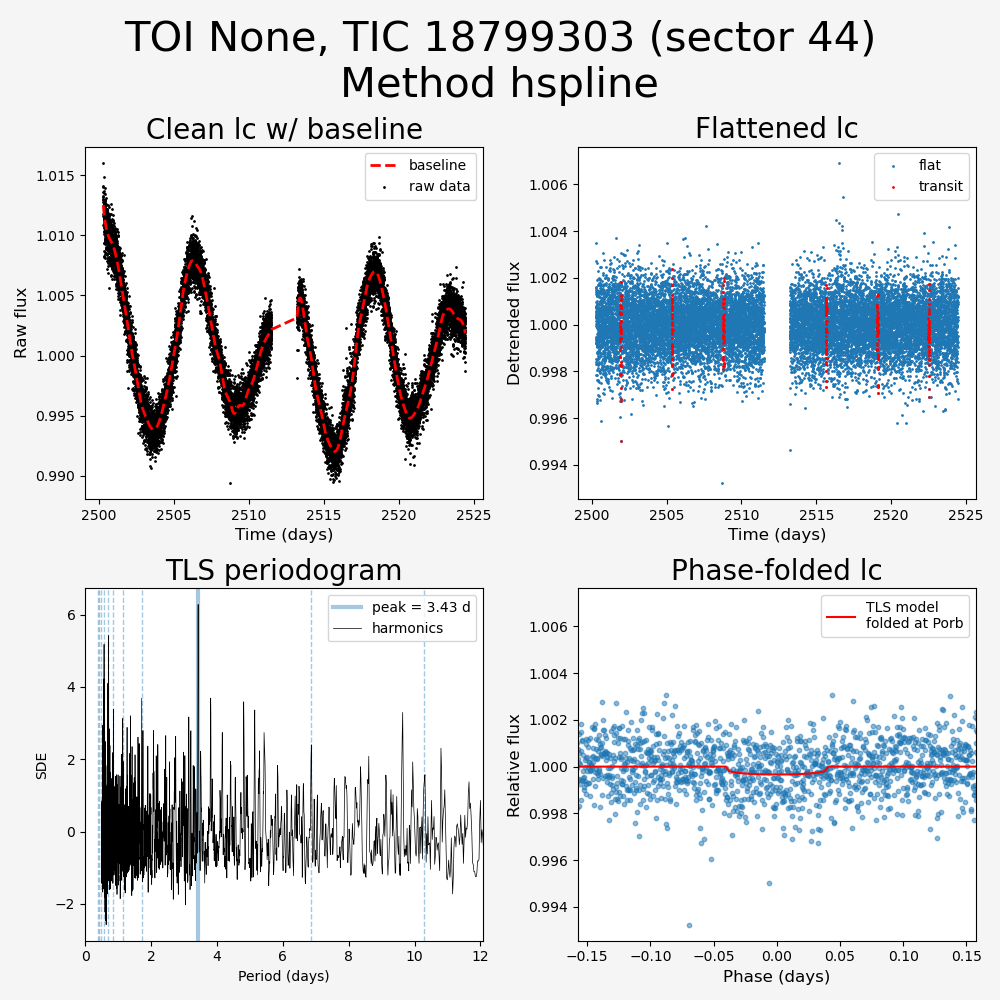 TOI None, TIC 18799303 (sector 44)
Method hspline
Clean lc w/ baseline
baseline
raw data
1.015
1.010
1.005
1.000
0.995
0.990
Raw flux
2500
2505
2510
2515
2520
2525
Time (days)
Flattened lc
flat
transit
1.006
1.004
1.002
1.000
0.998
0.996
0.994
Detrended flux
2500
2505
2510
2515
2520
2525
Time (days)
TLS periodogram
peak = 3.43 d
harmonics
6
4
2
0
−2
SDE
0
2
4
6
8
10
12
Period (days)
Phase-folded lc
TLS model
folded at Porb
1.006
1.004
1.002
1.000
0.998
0.996
0.994
Relative flux
−0.15
−0.10
−0.05
0.00
0.05
0.10
0.15
Phase (days)